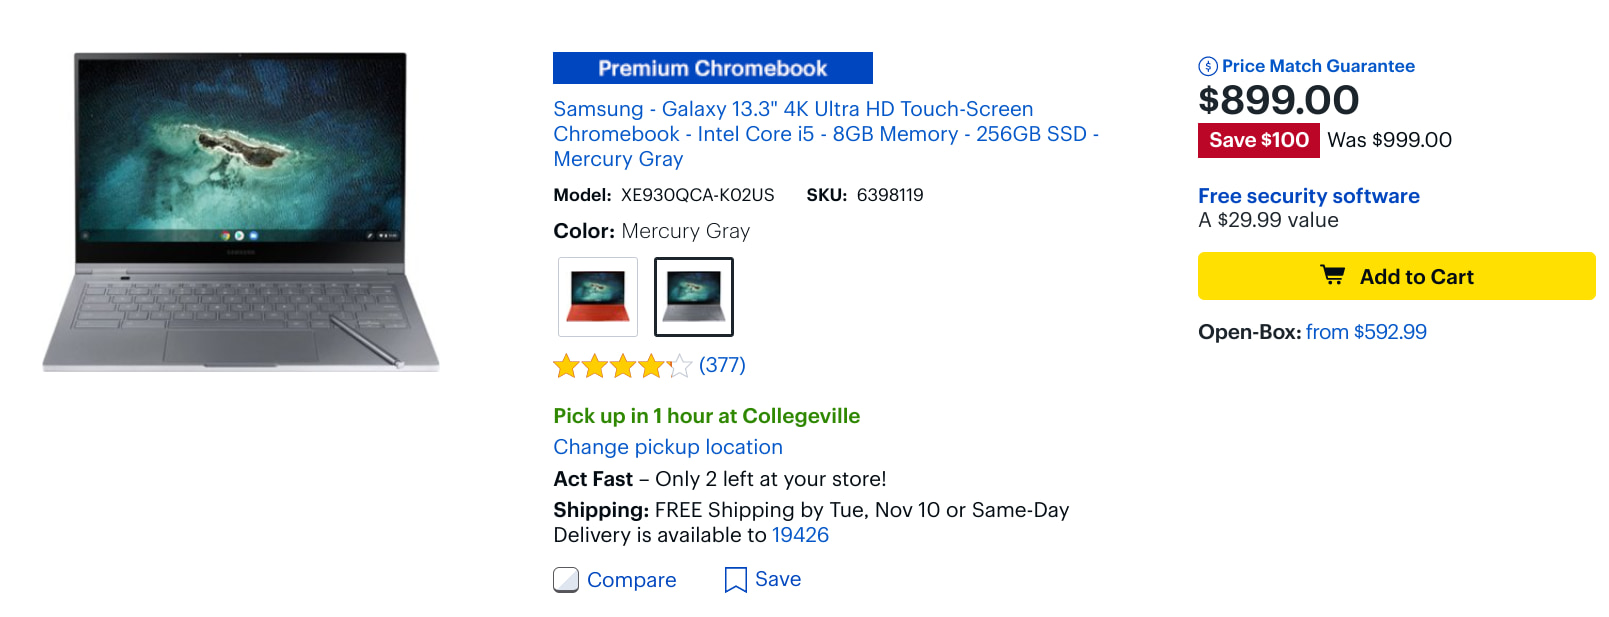 Premium Chromebook
Samsung - Galaxy 13.3" 4K Ultra HD Touch-Screen
Chromebook - Intel Core i5 - 8GB Memory - 256GB SSD -
Mercury Gray
Model: XE930QCA-K02US SKU: 6398119
Color: Mercury Gray
(377)
Pick up in 1 hour at Collegeville
Change pickup location
Act Fast – Only 2 left at your store!
Shipping: FREE Shipping by Tue, Nov 10 or Same-Day
Delivery is available to 19426
Compare Save
Price Match Guarantee
$899.00
Save $100 Was $999.00
Free security software
A $29.99 value
Add to Cart
Open-Box: from $592.99
SAMSUNG